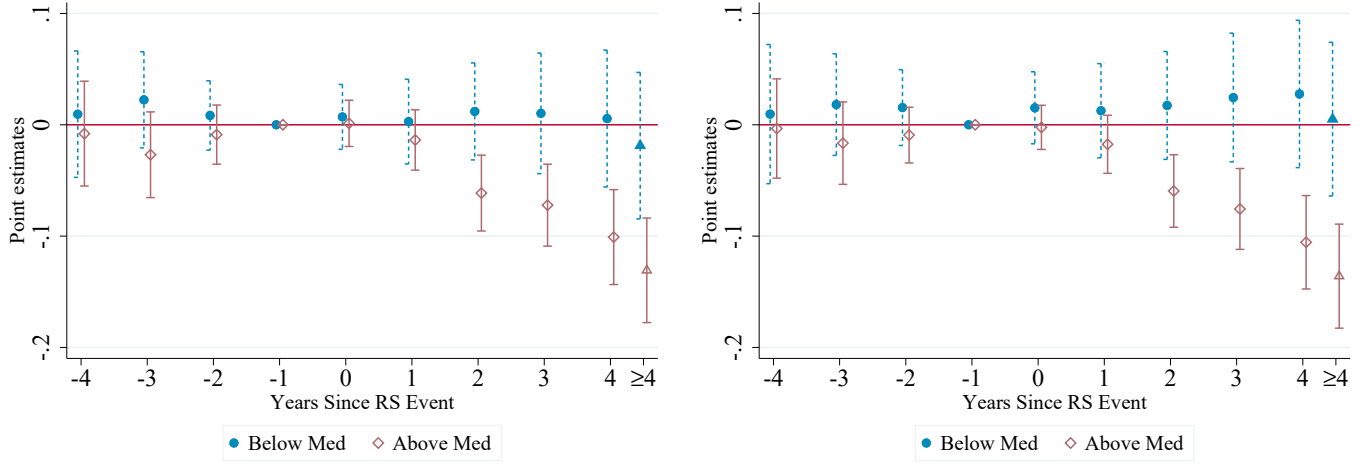 .1
0
-.1
-.2
Point estimates
-4 -3 -2 -1 0 1 2 3 4 ≥4
Years Since RS Event
Below Med Above Med
.1
0
-.1
-.2
Point estimates
-4 -3 -2 -1 0 1 2 3 4 ≥4
Years Since RS Event
Below Med Above Med